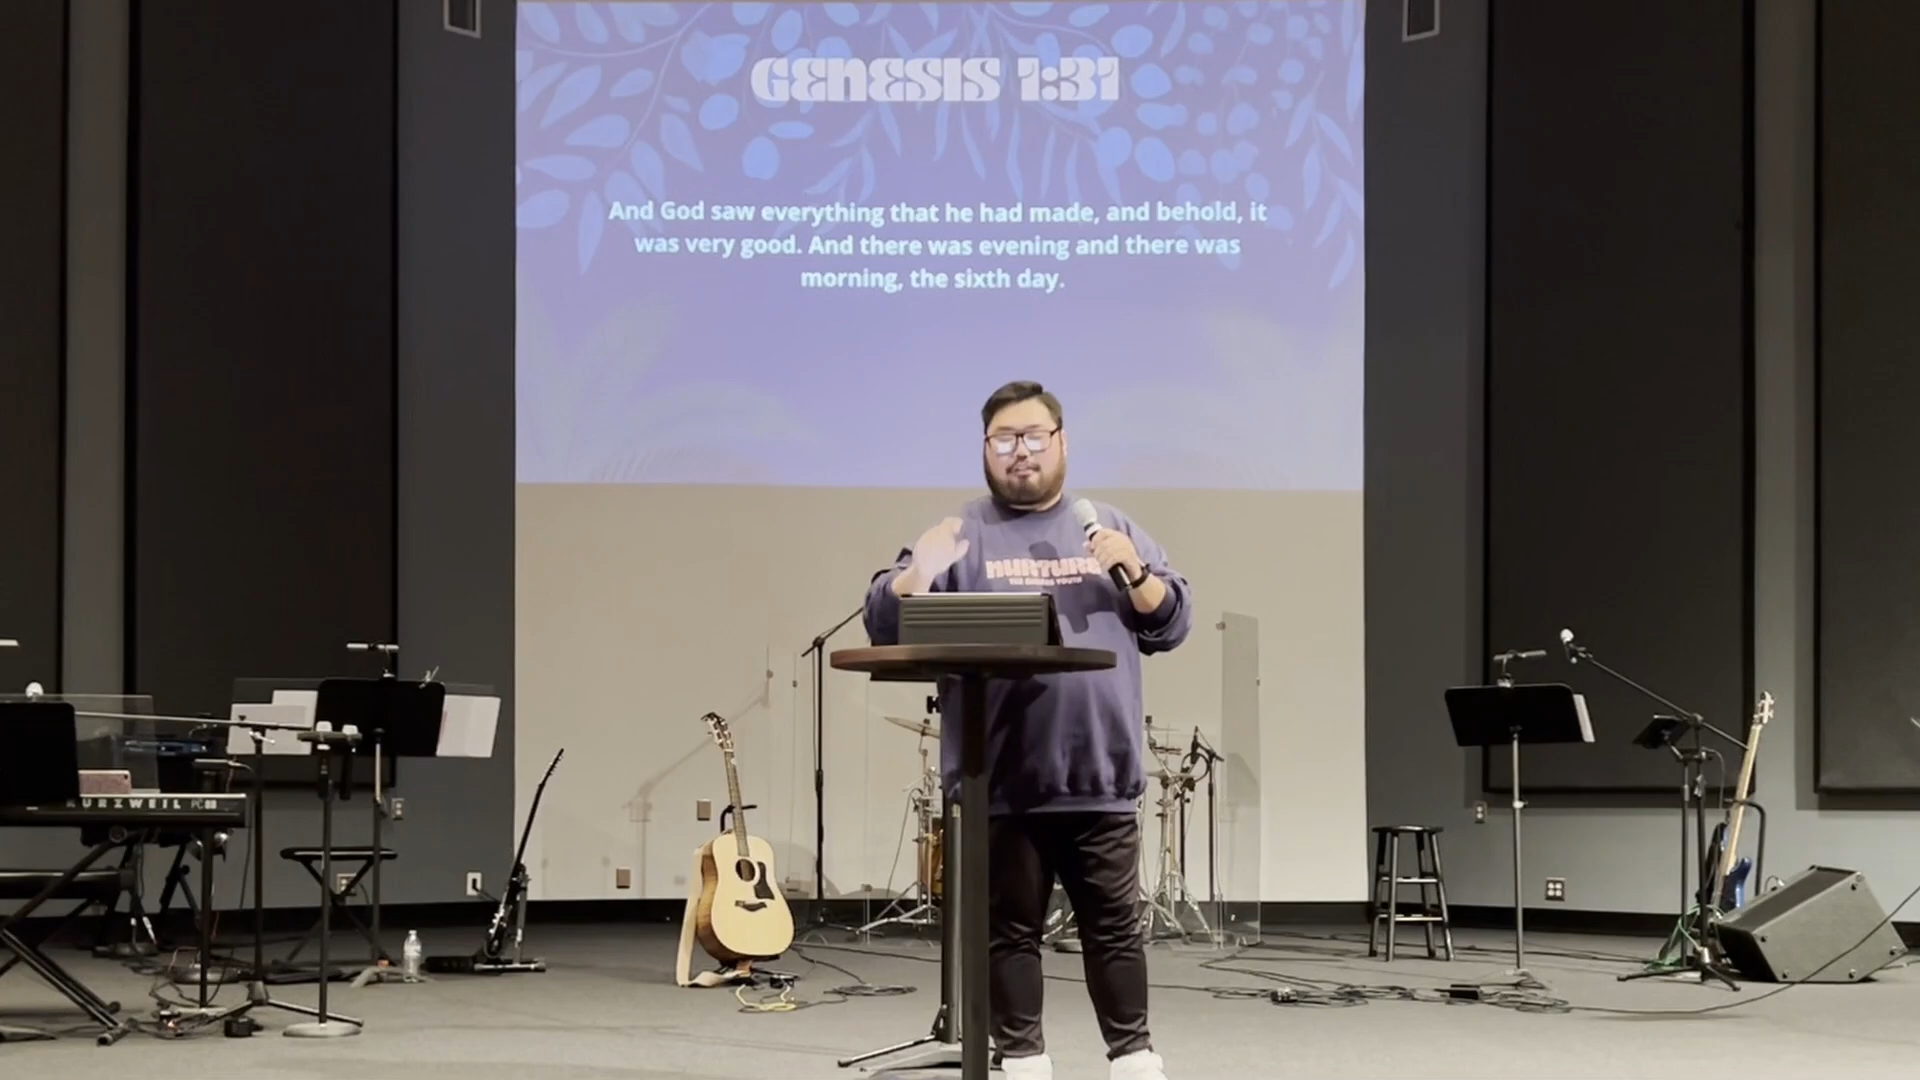 GENESIS 1:31
And God saw everything that he had made, and behold, it
was very good. And there was evening and there was
morning, the sixth day.
NURTURE
KURZWEIL PC88